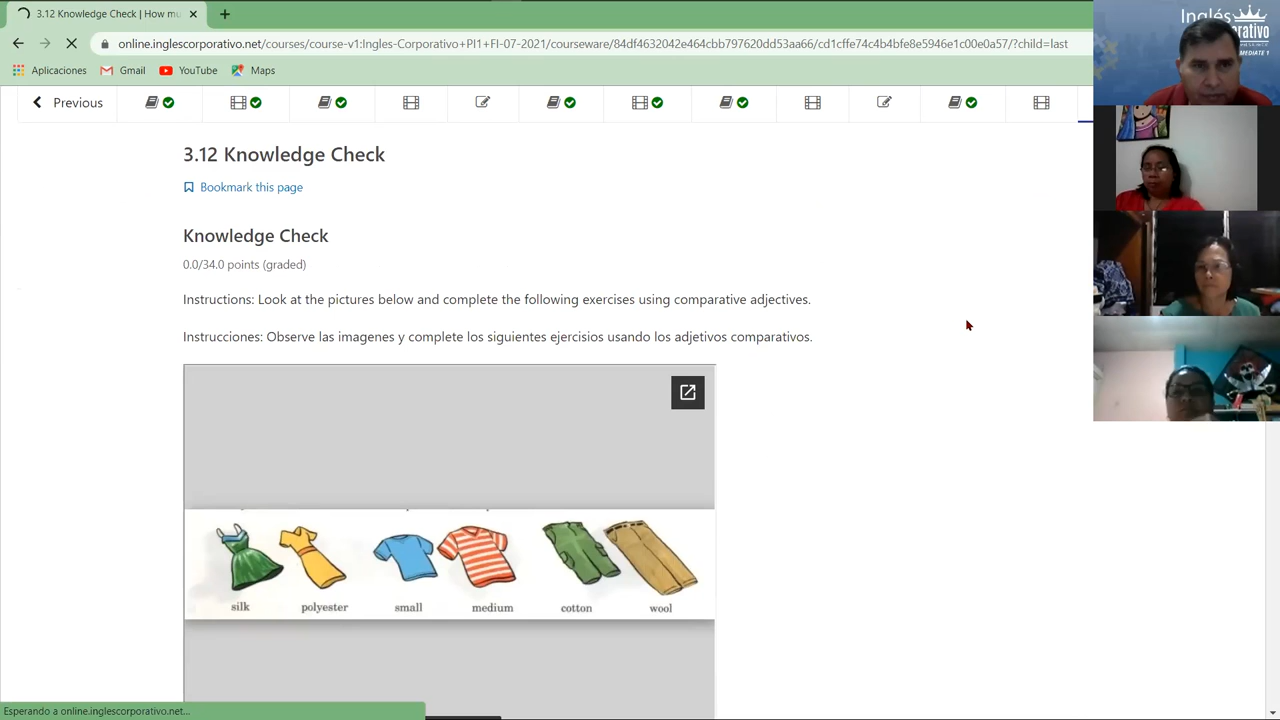 3.12 Knowledge Check | How mu
online.inglescorporativo.net/courses/course-v1:Ingles-Corporativo+PI1+FI-07-2021/courseware/84df4632042e464cbb797620dd53aa66/cd1cffe74c4b4bfe8e5946e1c00e0a57/?child=last
Aplicaciones Gmail YouTube Maps
Previous
3.12 Knowledge Check
Bookmark this page
Knowledge Check
0.0/34.0 points (graded)
Instructions: Look at the pictures below and complete the following exercises using comparative adjectives.
Instrucciones: Observe las imagenes y complete los siguientes ejercisios usando los adjetivos comparativos.
silk polyester small medium cotton wool
Esperando a online.inglescorporativo.net...
Inglés